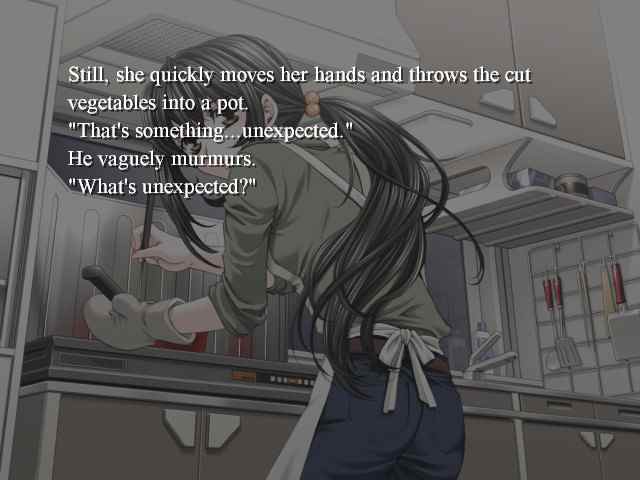 Still, she quickly moves her hands and throws the cut
vegetables into a pot.
"That's something...unexpected."
He vaguely murmurs.
"What's unexpected?"